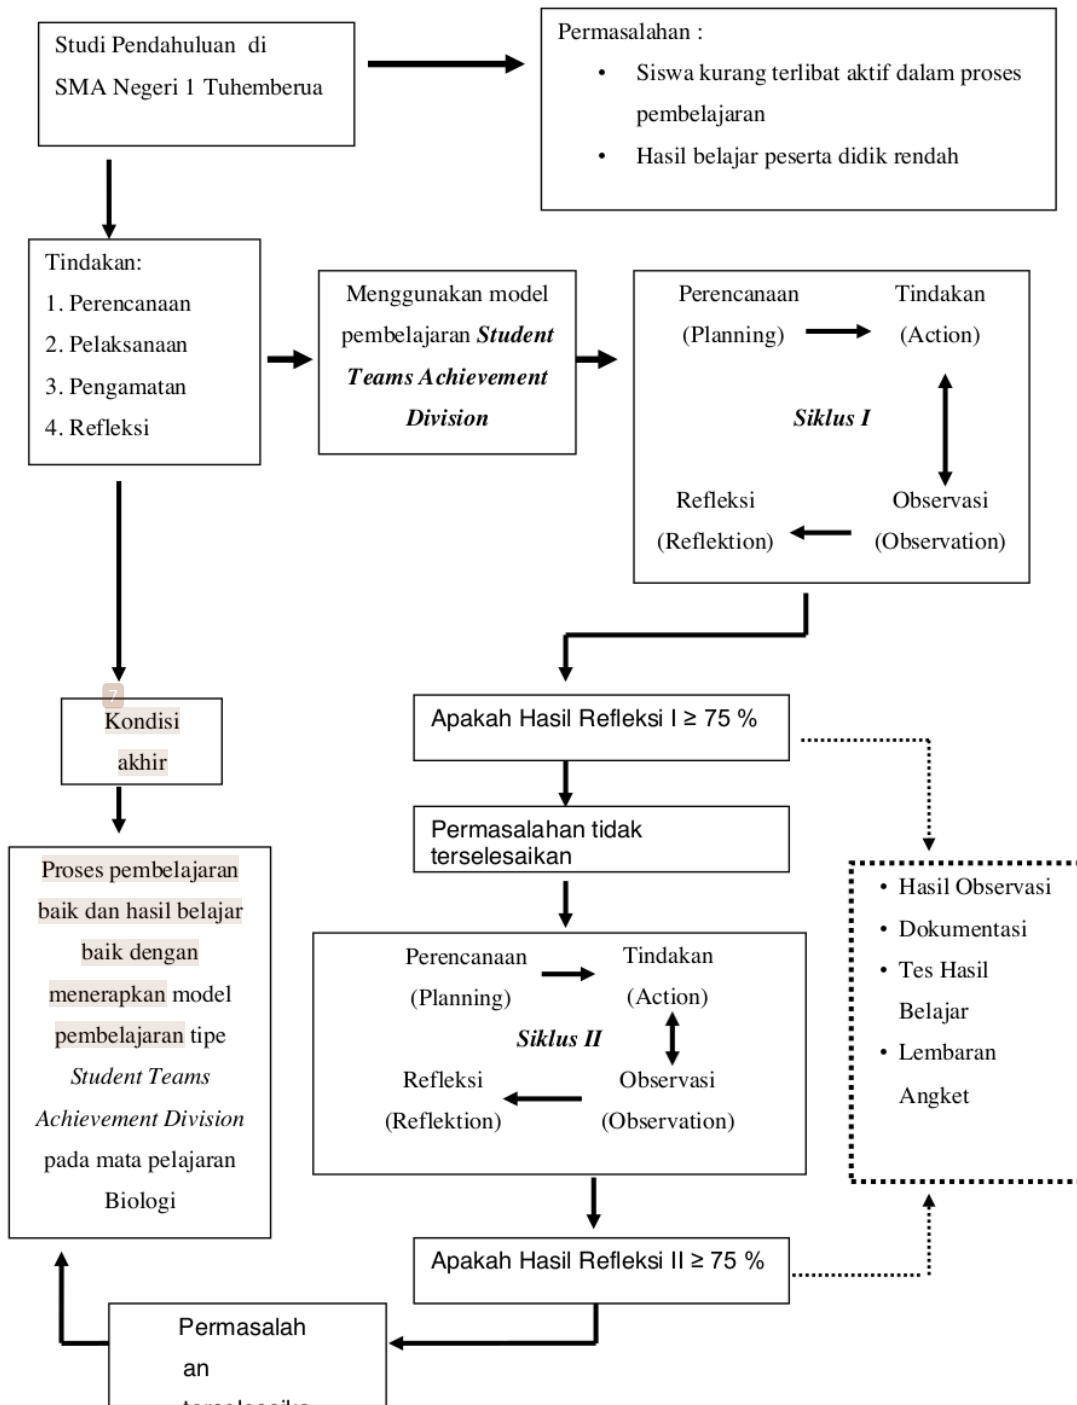 Studi Pendahuluan di
SMA Negeri 1 Tuhemberua
Permasalahan :
• Siswa kurang terlibat aktif dalam proses
pembelajaran
• Hasil belajar peserta didik rendah
Tindakan:
1. Perencanaan
2. Pelaksanaan
3. Pengamatan
4. Refleksi
Menggunakan model
pembelajaran Student
Teams Achievement
Division
Perencanaan
(Planning)
Tindakan
(Action)
Siklus I
Refleksi
(Reflektion)
Observasi
(Observation)
7
Kondisi
akhir
Apakah Hasil Refleksi I ≥ 75 %
Permasalahan tidak
terselesaikan
Proses pembelajaran
baik dan hasil belajar
baik dengan
menerapkan model
pembelajaran tipe
Student Teams
Achievement Division
pada mata pelajaran
Biologi
Perencanaan
(Planning)
Tindakan
(Action)
Siklus II
Refleksi
(Reflektion)
Observasi
(Observation)
• Hasil Observasi
• Dokumentasi
• Tes Hasil
Belajar
• Lembaran
Angket
Apakah Hasil Refleksi II ≥ 75 %
Permasalah
an